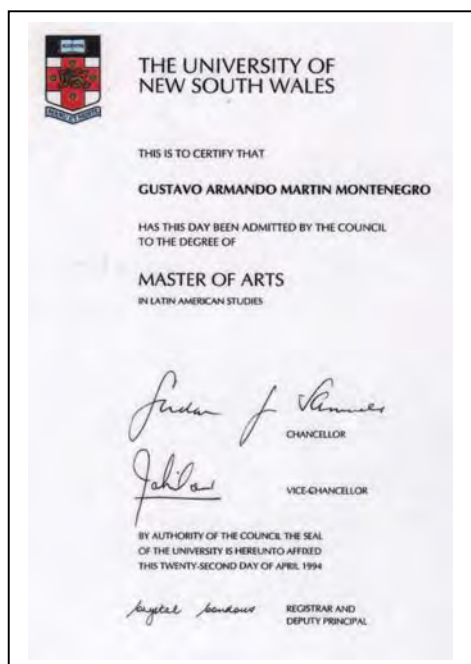 THE UNIVERSITY OF
NEW SOUTH WALES
THIS IS TO CERTIFY THAT
GUSTAVO ARMANDO MARTIN MONTENEGRO
HAS THIS DAY BEEN ADMITTED BY THE COUNCIL
TO THE DEGREE OF
MASTER OF ARTS
IN LATIN AMERICAN STUDIES
CHANCELLOR
VICE-CHANCELLOR
BY AUTHORITY OF THE COUNCIL THE SEAL
OF THE UNIVERSITY IS HEREUNTO AFFIXED
THIS TWENTY-SECOND DAY OF APRIL 1994
REGISTRAR AND
DEPUTY PRINCIPAL